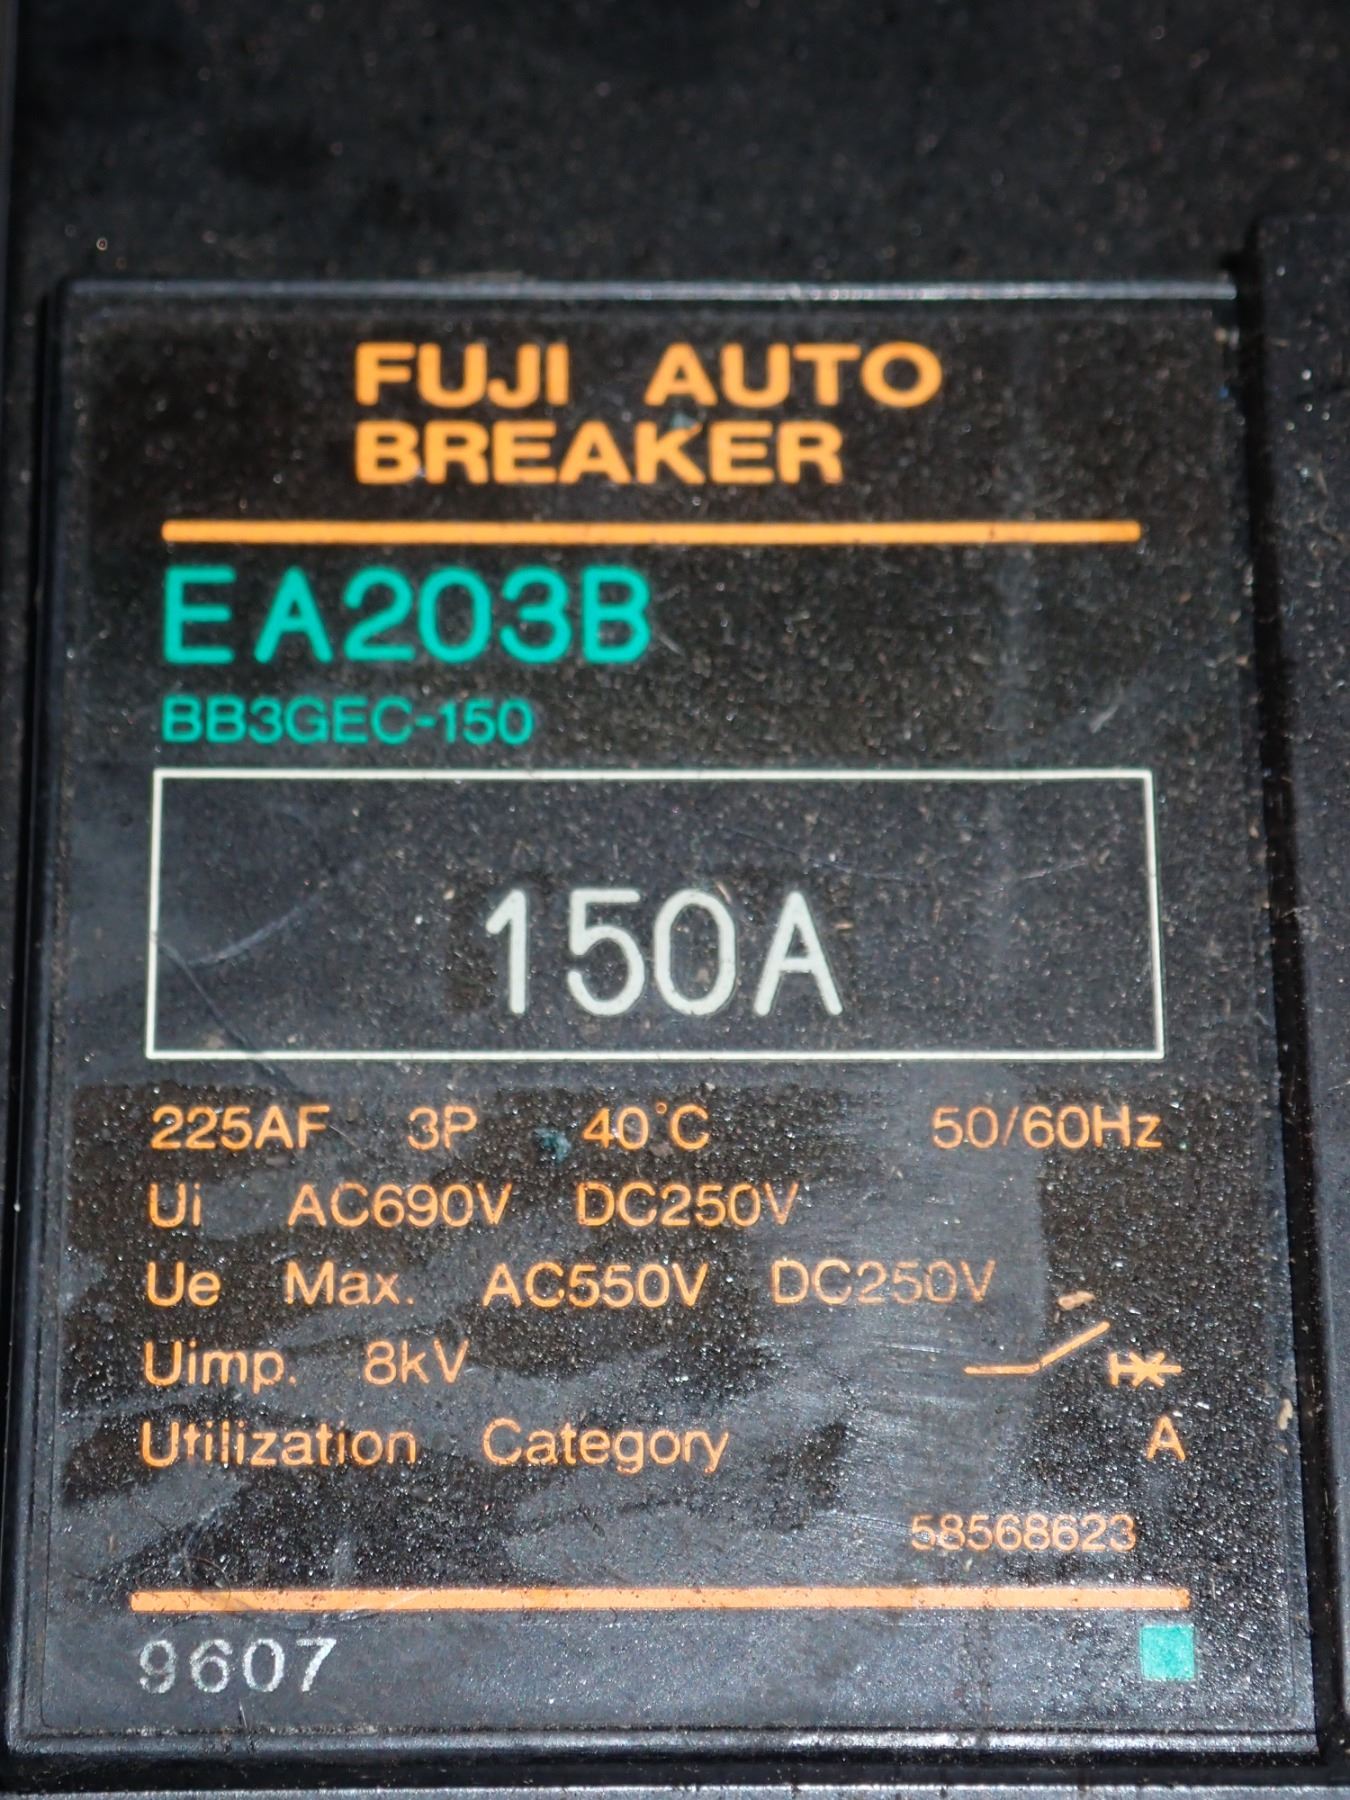 FUJI AUTO
BREAKER
EA203B
BB3GEC-150
150A
225AF 3P 40°C 50/60Hz
Ui AC690V DC250V
Ue Max. AC550V DC250V
Uimp. 8kV
Utilization Category A
58568623
9607